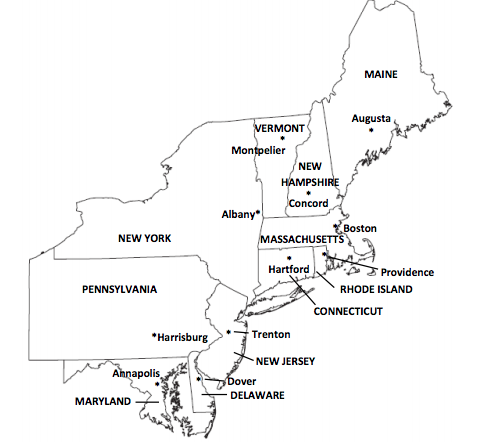 MAINE
Augusta
VERMONT
Montpelier
NEW
HAMPSHIRE
Concord
Albany
Boston
NEW YORK
MASSACHUSETTS
Hartford
Providence
PENNSYLVANIA
RHODE ISLAND
CONNECTICUT
Harrisburg
Trenton
NEW JERSEY
Annapolis
Dover
MARYLAND
DELAWARE